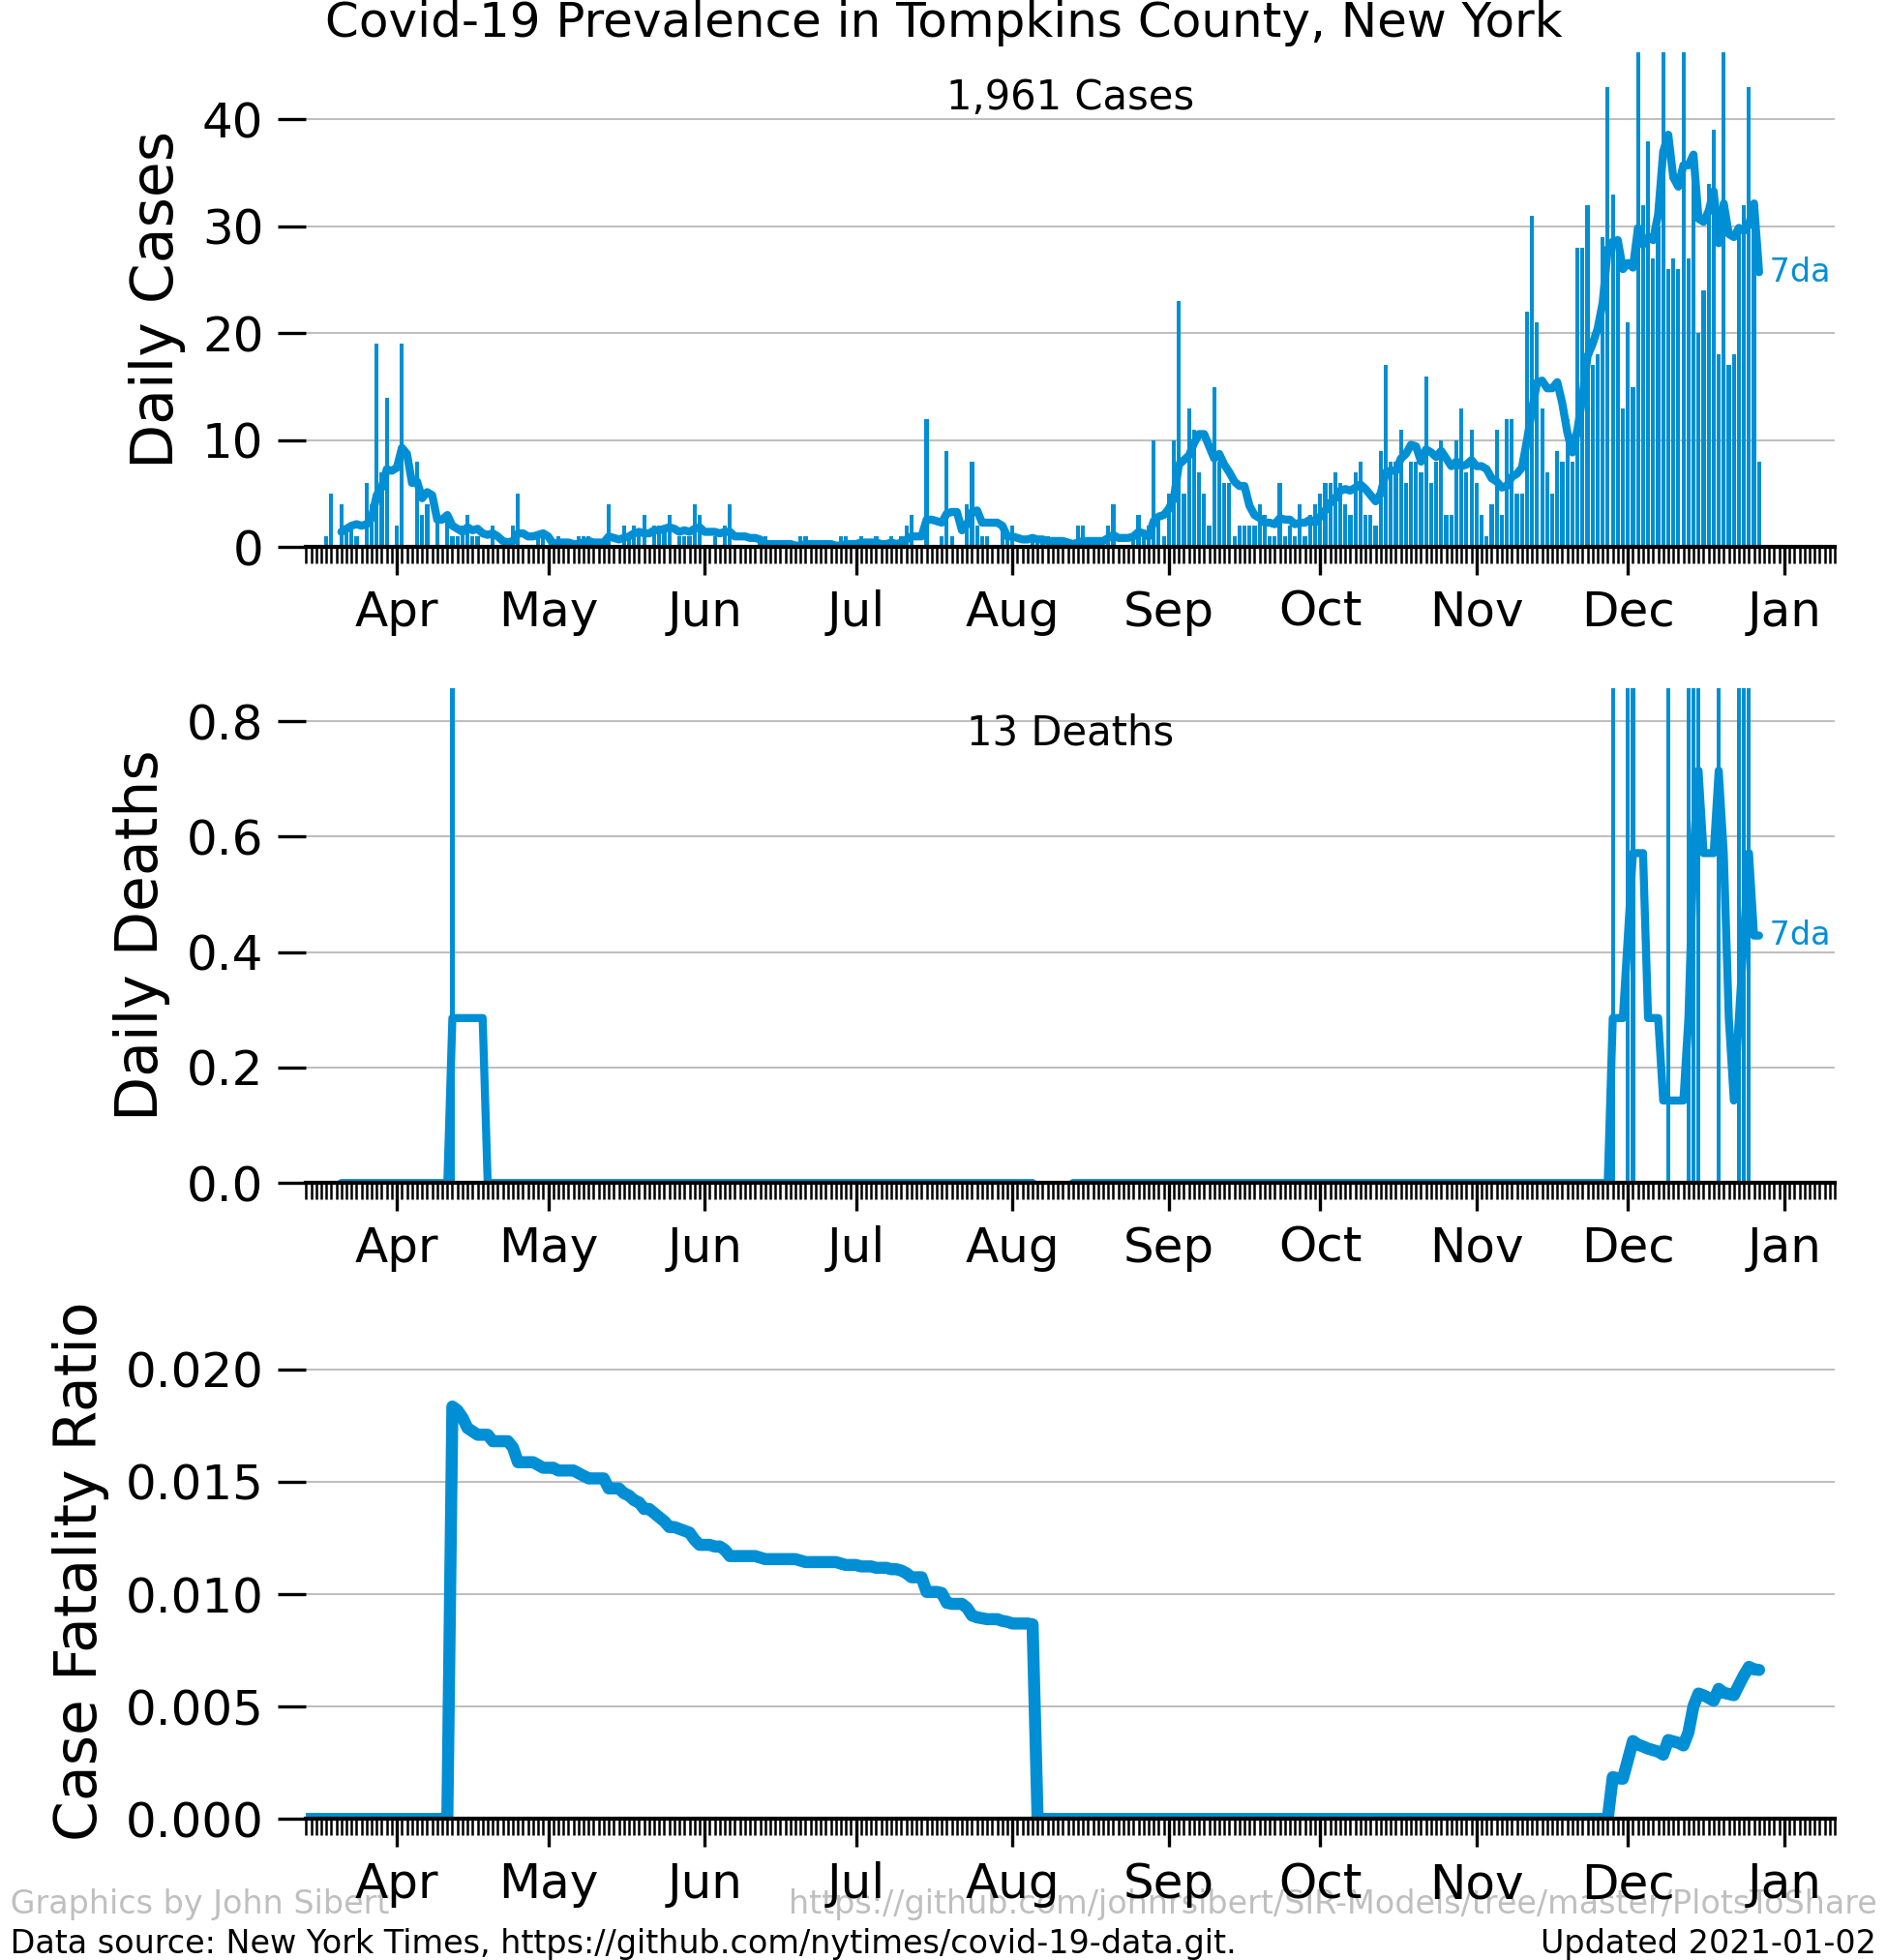 Covid-19 Prevalence in Tompkins County, New York
1,961 Cases
Daily Cases
40
30
20
10
0
7da
Apr May Jun Jul Aug Sep Oct Nov Dec Jan
13 Deaths
Daily Deaths
0.8
0.6
0.4
0.2
0.0
7da
Apr May Jun Jul Aug Sep Oct Nov Dec Jan
Case Fatality Ratio
0.020
0.015
0.010
0.005
0.000
Apr May Jun Jul Aug Sep Oct Nov Dec Jan
Graphics by John Sibert https://github.com/johnrsibert/SIR-Models/tree/master/PlotsToShare
Data source: New York Times, https://github.com/nytimes/covid-19-data.git. Updated 2021-01-02